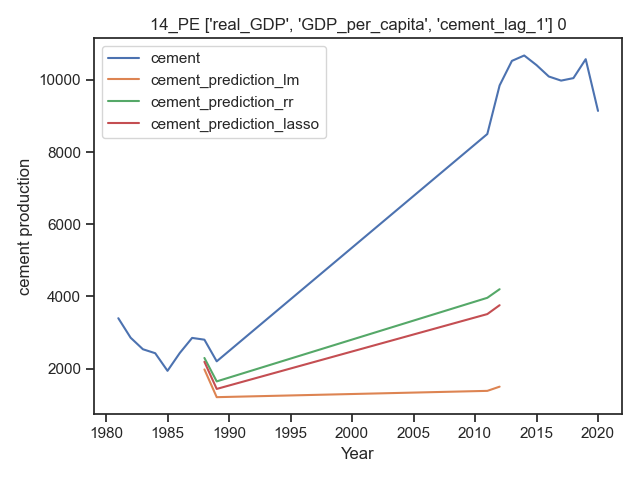 14_PE ['real_GDP', 'GDP_per_capita', 'cement_lag_1'] 0
cement
cement_prediction_lm
cement_prediction_rr
cement_prediction_lasso
10000
8000
6000
4000
2000
cement production
1980 1985 1990 1995 2000 2005 2010 2015 2020
Year